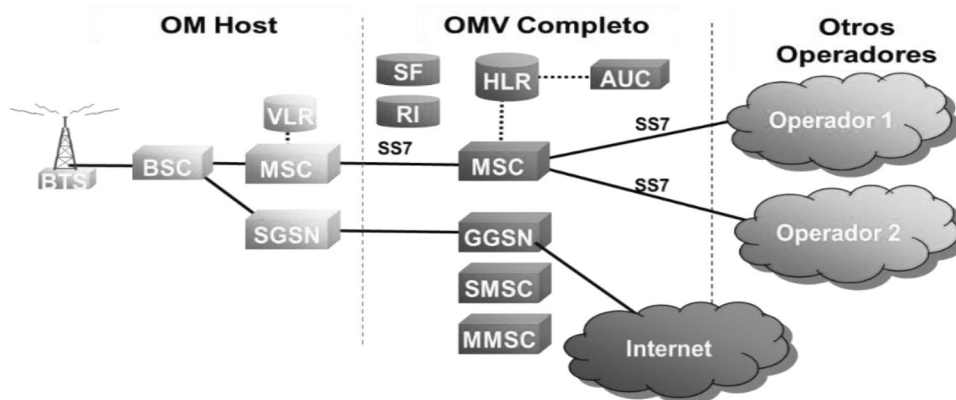 OM Host
OMV Completo
Otros
Operadores
SF
RI
HLR
AUC
VLR
SS7
Operador 1
BTS
BSC
MSC
SS7
MSC
SS7
SGSN
GGSN
Operador 2
SMSC
MMSC
Internet